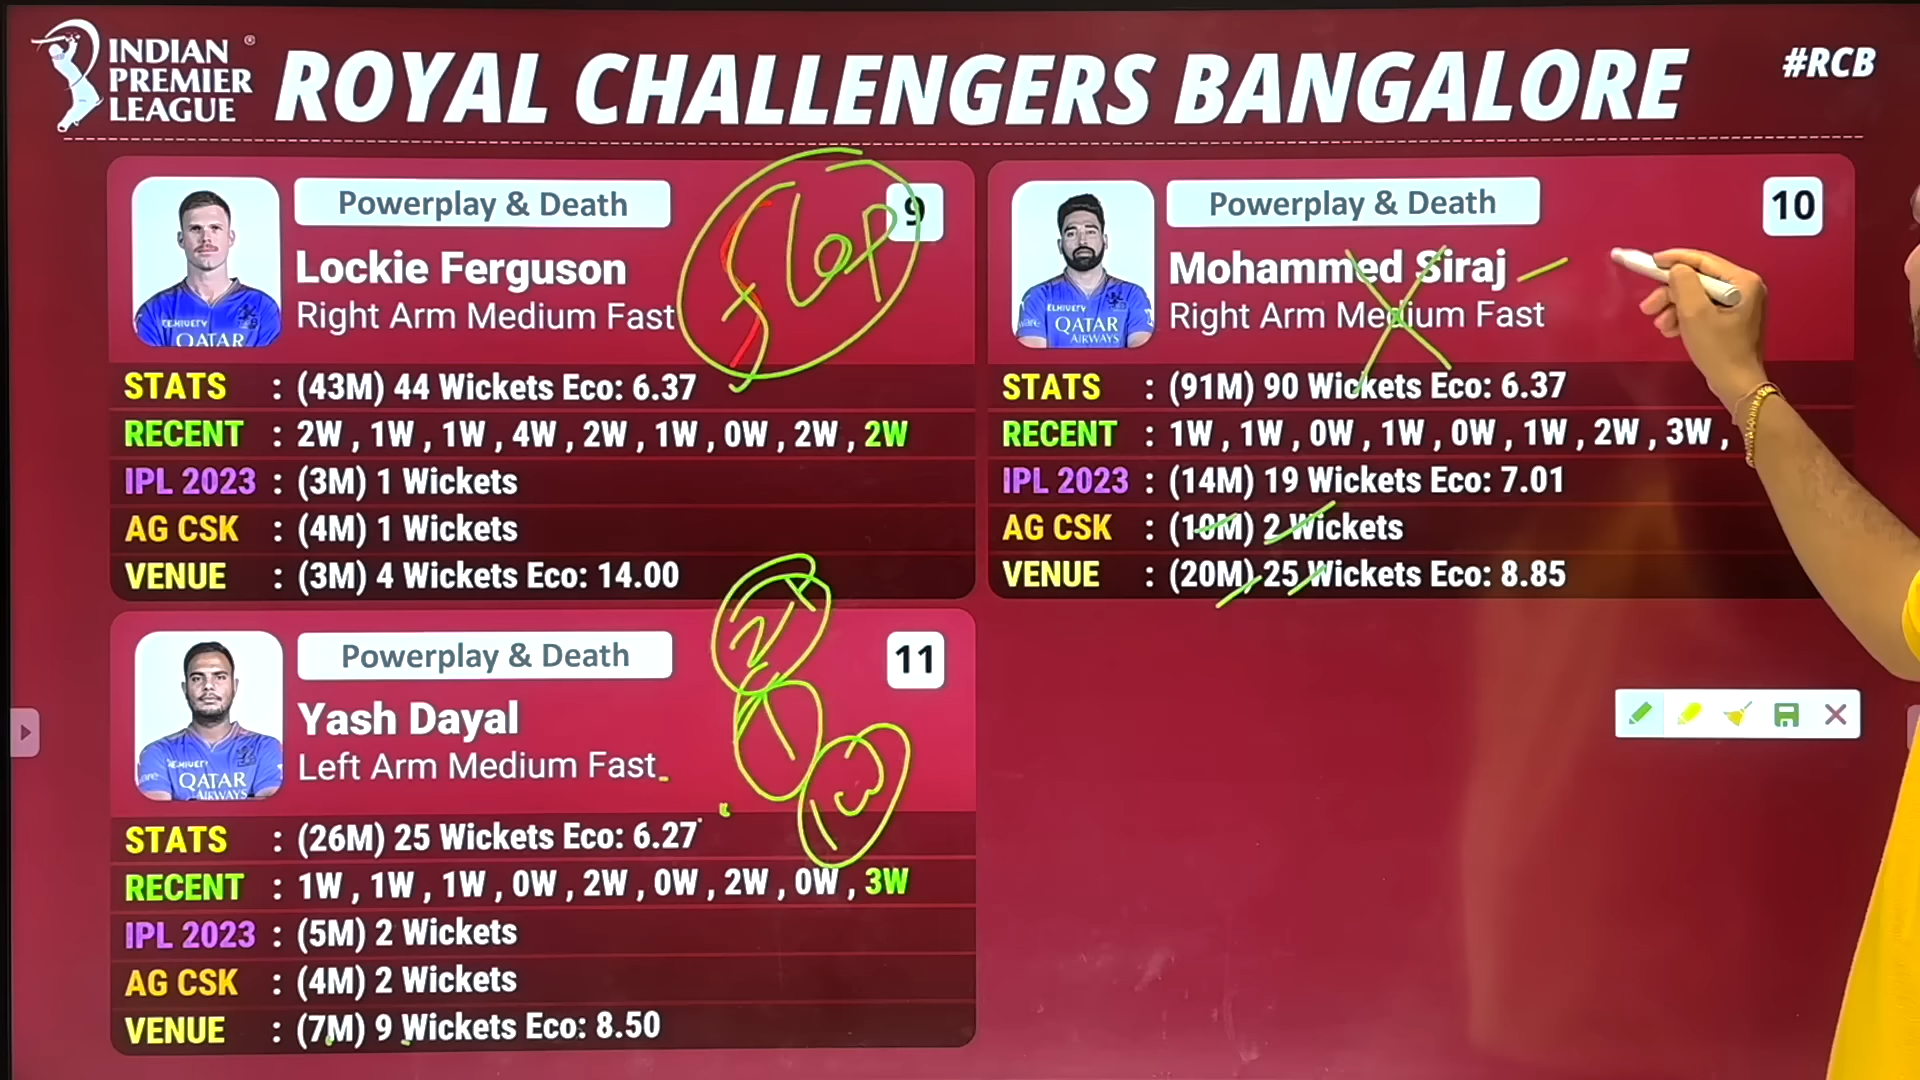 INDIAN PREMIER LEAGUE ®
ROYAL CHALLENGERS BANGALORE
#RCB
Powerplay & Death
9
flop
Lockie Ferguson
Right Arm Medium Fast
QATAR
STATS : (43M) 44 Wickets Eco: 6.37
RECENT : 2W , 1W , 1W , 4W , 2W , 1W , 0W , 2W , 2W
IPL 2023 : (3M) 1 Wickets
AG CSK : (4M) 1 Wickets
VENUE : (3M) 4 Wickets Eco: 14.00
Powerplay & Death
10
Mohammed Siraj
Right Arm Medium Fast
QATAR
AIRWAYS
STATS : (91M) 90 Wickets Eco: 6.37
RECENT : 1W , 1W , 0W , 1W , 0W , 1W , 2W , 3W ,
IPL 2023 : (14M) 19 Wickets Eco: 7.01
AG CSK : (10M) 2 Wickets
VENUE : (20M) 25 Wickets Eco: 8.85
Powerplay & Death
11
Yash Dayal
Left Arm Medium Fast
QATAR
AIRWAYS
STATS : (26M) 25 Wickets Eco: 6.27
RECENT : 1W , 1W , 1W , 0W , 2W , 0W , 2W , 0W , 3W
IPL 2023 : (5M) 2 Wickets
AG CSK : (4M) 2 Wickets
VENUE : (7M) 9 Wickets Eco: 8.50